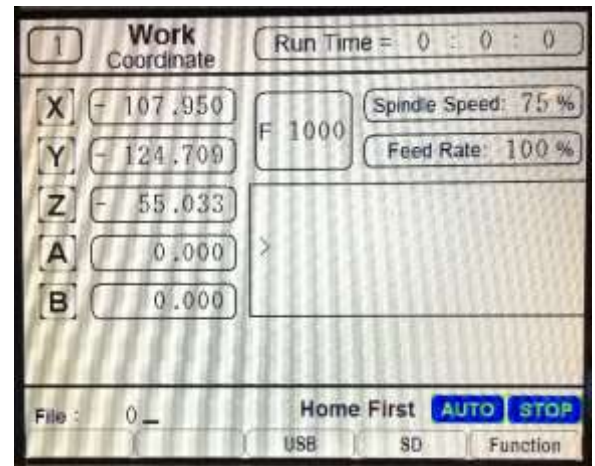 1 Work Coordinate Run Time = 0 : 0 : 0
X - 107.950 F 1000 Spindle Speed: 75 %
Y - 124.709 Feed Rate: 100 %
Z - 55.033
A 0.000 >
B 0.000
File : 0_ Home First AUTO STOP
USB SD Function